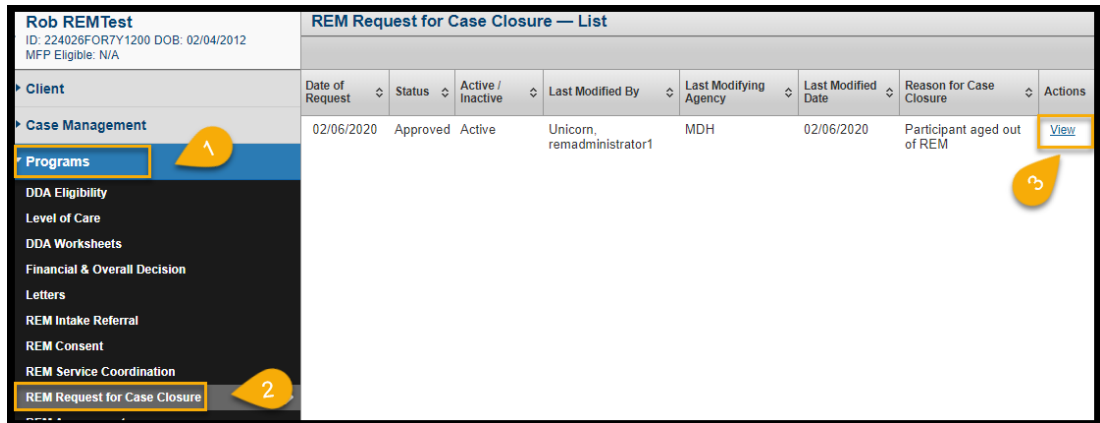 Rob REMTest
ID: 224026FOR7Y1200 DOB: 02/04/2012
MFP Eligible: N/A
Client
Case Management
Programs
1
DDA Eligibility
Level of Care
DDA Worksheets
Financial & Overall Decision
Letters
REM Intake Referral
REM Consent
REM Service Coordination
REM Request for Case Closure
2
REM Request for Case Closure — List
Date of Request Status Active / Inactive Last Modified By Last Modifying Agency Last Modified Date Reason for Case Closure Actions
02/06/2020 Approved Active Unicorn, MDH 02/06/2020 Participant aged out View
remadministrator1 of REM
3